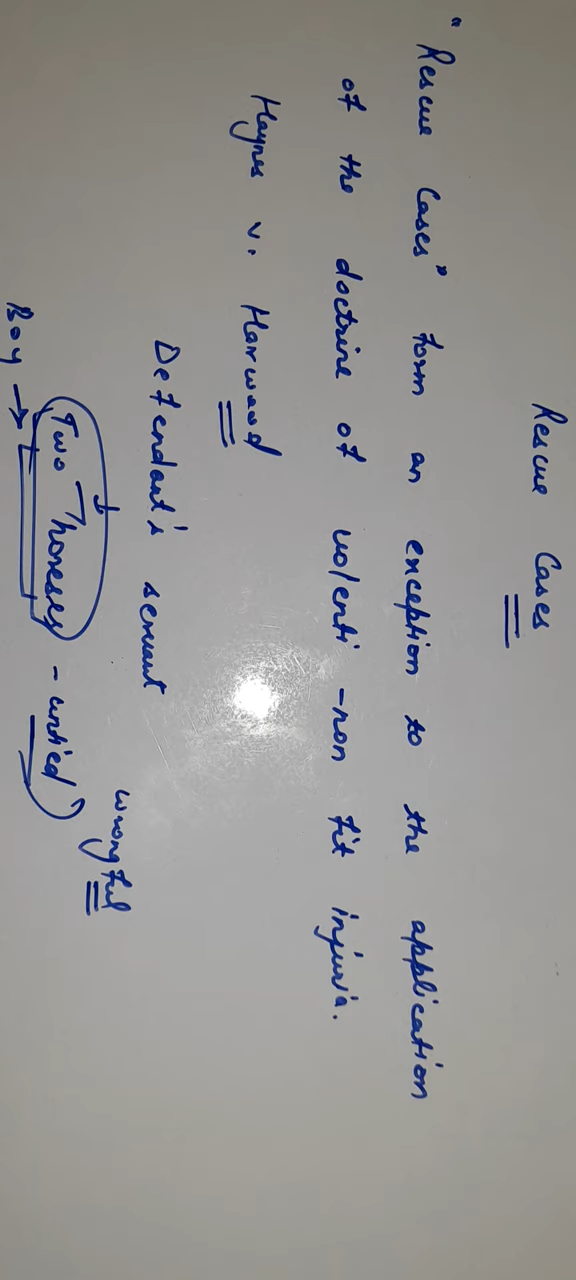 Rescue Cases
"Rescue Cases" form an exception to the application
of the doctrine of volenti -non fit injuria.
Haynes v. Harwood
Defendant's servant
wrongful
Two horses - untied
Boy →